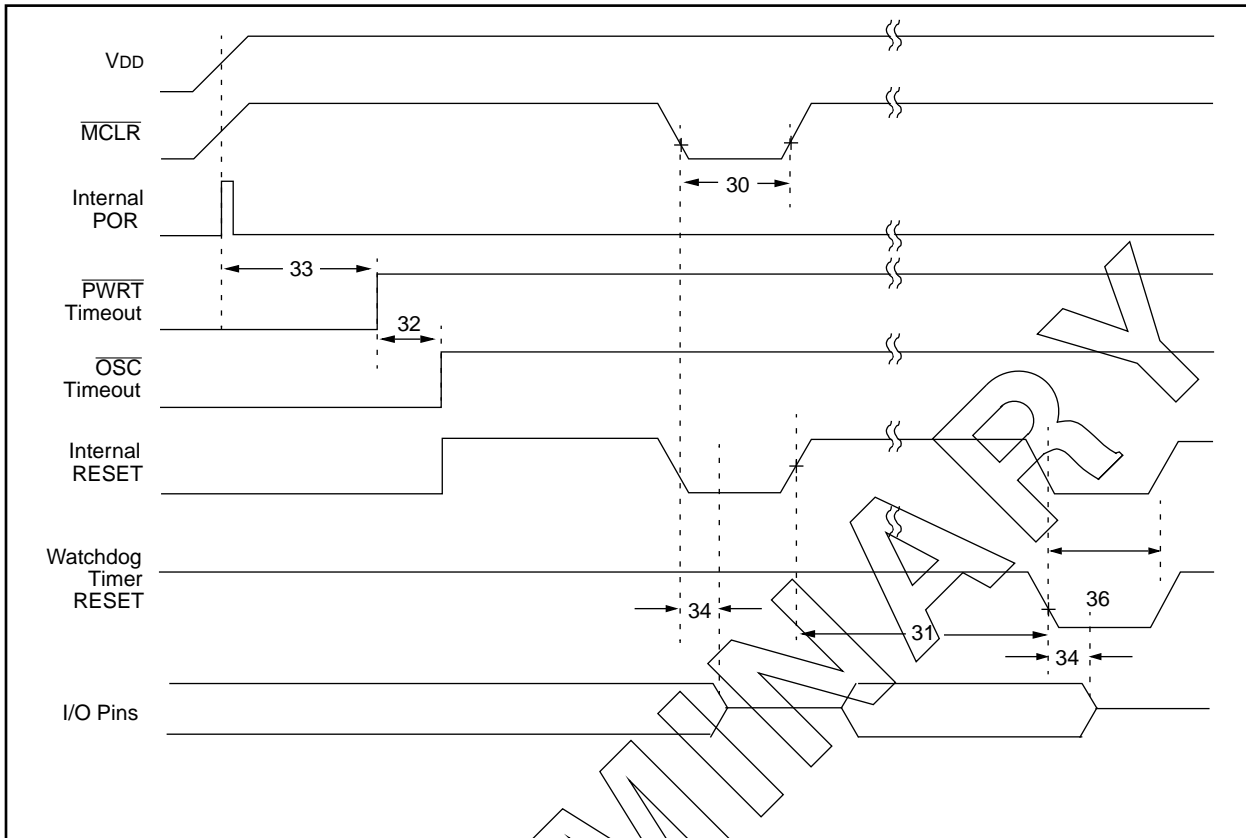 VDD
MCLR
30
Internal
POR
33
PWRT
Timeout
32
OSC
Timeout
Internal
RESET
Watchdog
Timer
RESET
36
34
31
34
I/O Pins
MINARY